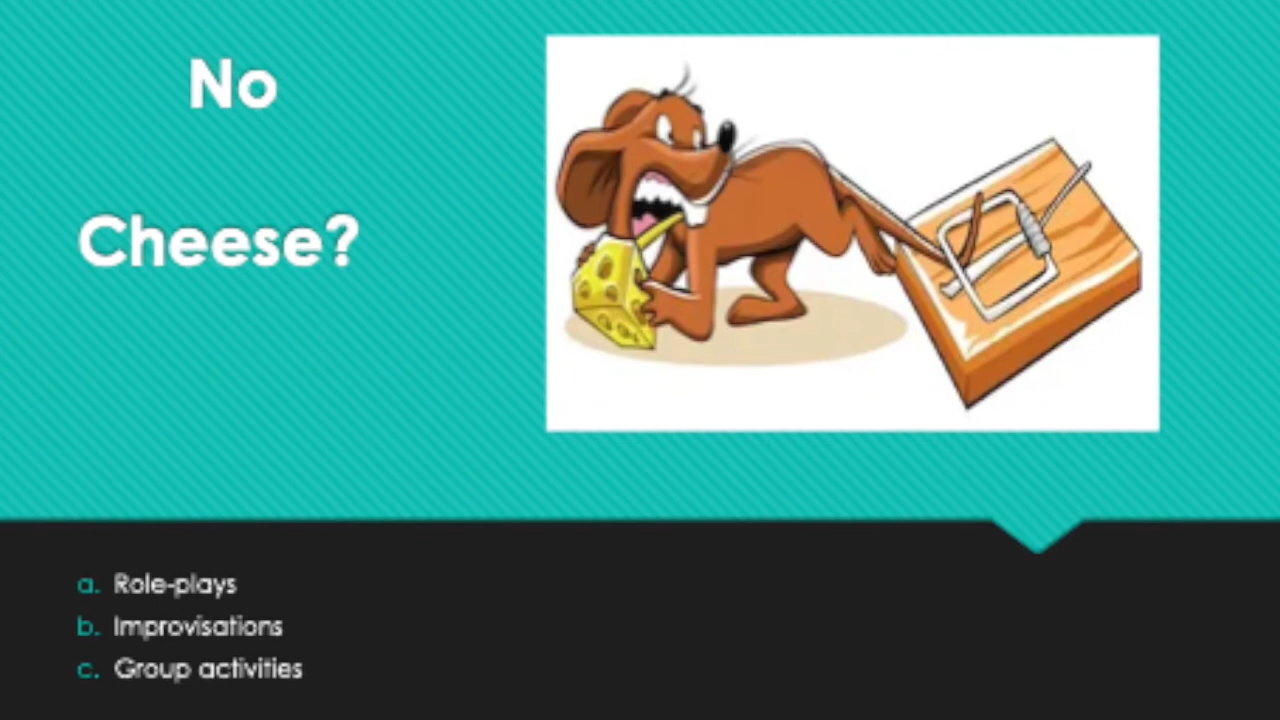 No
Cheese?
a. Role-plays
b. Improvisations
c. Group activities